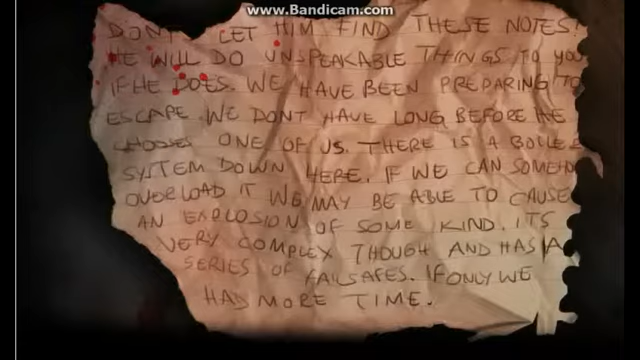 www.Bandicam.com
DONT LET HIM FIND THESE NOTES!
HE WILL DO UNSPEAKABLE THINGS TO YOU
IF HE DOES. WE HAVE BEEN PREPARING TO
ESCAPE. WE DONT HAVE LONG BEFORE HE
CHOOSES ONE OF US. THERE IS A BOILER
SYSTEM DOWN HERE. IF WE CAN SOMEHO
OVERLOAD IT WE MAY BE ABLE TO CAUSE
AN EXPLOSION OF SOME KIND. ITS
VERY COMPLEX THOUGH AND HAS A
SERIES OF FAILSAFES. IF ONLY WE
HAD MORE TIME.